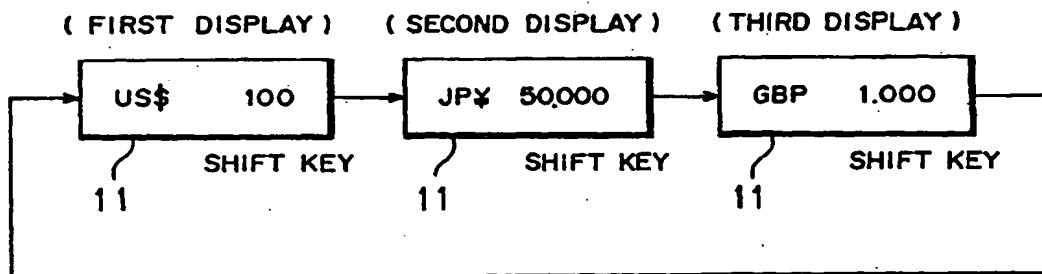 ( FIRST DISPLAY ) ( SECOND DISPLAY ) ( THIRD DISPLAY )
US$ 100 JP¥ 50.000 GBP 1.000
SHIFT KEY SHIFT KEY SHIFT KEY
11 11 11